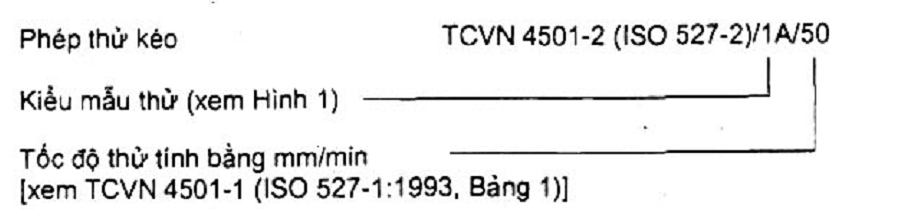 Phép thử kéo TCVN 4501-2 (ISO 527-2)/1A/50
Kiểu mẫu thử (xem Hình 1)
Tốc độ thử tính bằng mm/min
[xem TCVN 4501-1 (ISO 527-1:1993, Bảng 1)]